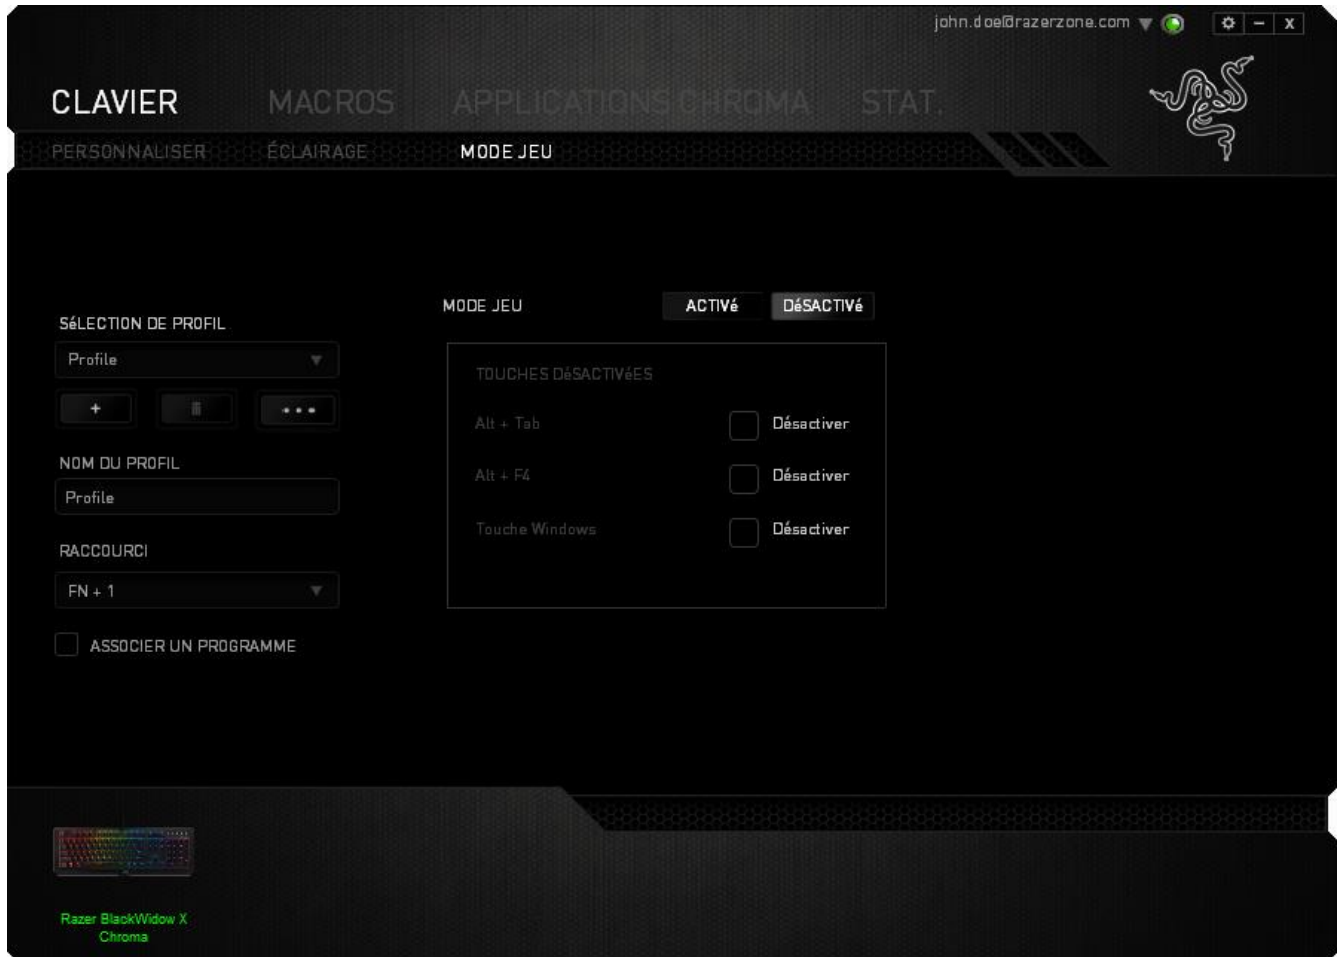 john.doe@razerzone.com
CLAVIER MACROS APPLICATIONS CHROMA STAT.
PERSONNALISER ÉCLAIRAGE MODE JEU
SéLECTION DE PROFIL
Profile
NOM DU PROFIL
Profile
RACCOURCI
FN + 1
ASSOCIER UN PROGRAMME
MODE JEU ACTIVé DéSACTIVé
TOUCHES DéSACTIVéES
Alt + Tab Désactiver
Alt + F4 Désactiver
Touche Windows Désactiver
Razer BlackWidow X
Chroma